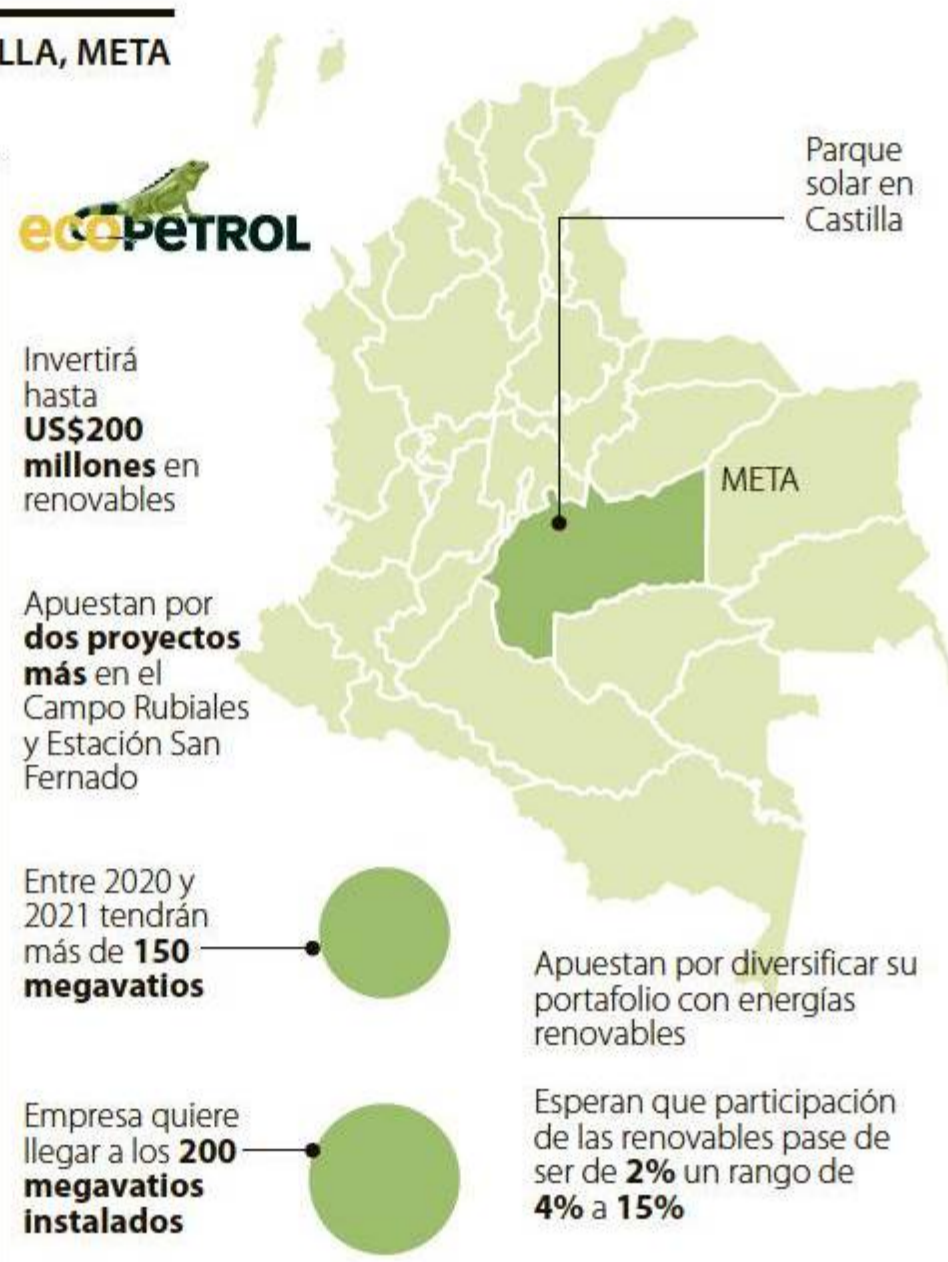 LLA, META
ecopetrol
Parque
solar en
Castilla
Invertirá
hasta
US$200
millones en
renovables
META
Apuestan por
dos proyectos
más en el
Campo Rubiales
y Estación San
Fernado
Entre 2020 y
2021 tendrán
más de 150
megavatios
Apuestan por diversificar su
portafolio con energías
renovables
Empresa quiere
llegar a los 200
megavatios
instalados
Esperan que participación
de las renovables pase de
ser de 2% un rango de
4% a 15%